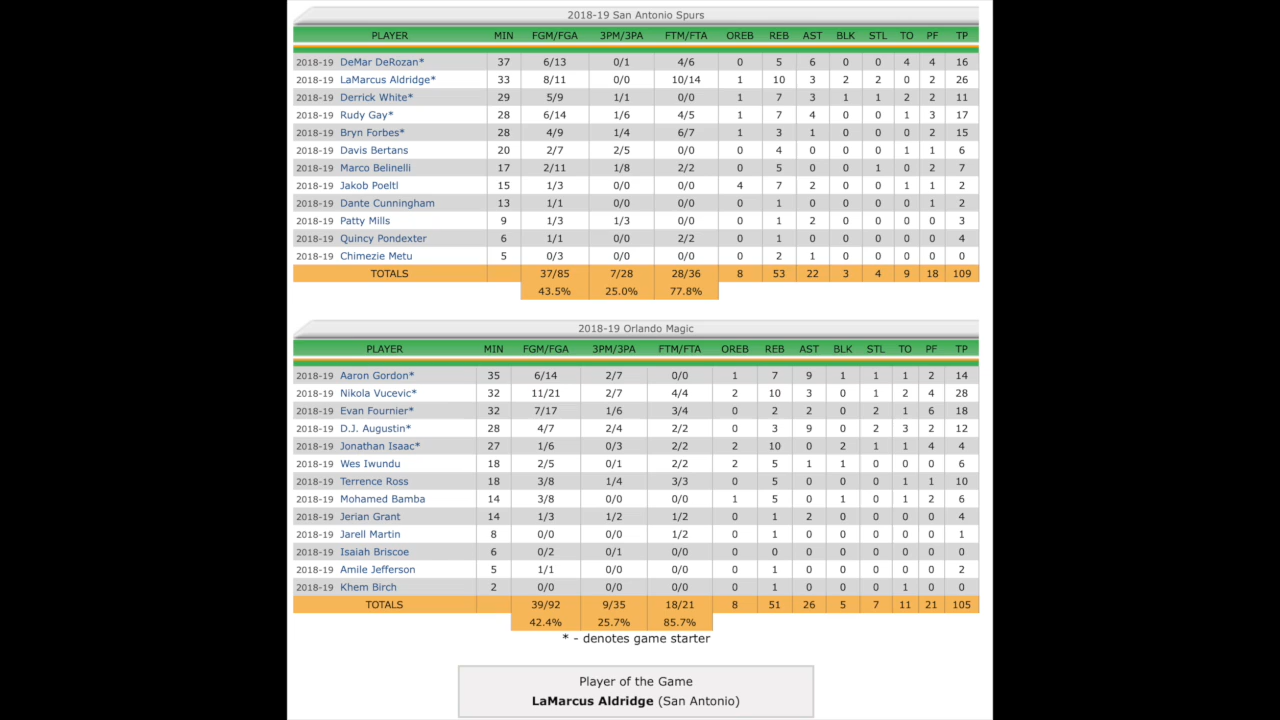 2018-19 San Antonio Spurs
PLAYER MIN FGM/FGA 3PM/3PA FTM/FTA OREB REB AST BLK STL TO PF TP
2018-19 DeMar DeRozan* 37 6/13 0/1 4/6 0 5 6 0 0 4 4 16
2018-19 LaMarcus Aldridge* 33 8/11 0/0 10/14 1 10 3 2 2 0 2 26
2018-19 Derrick White* 29 5/9 1/1 0/0 1 7 3 1 1 2 2 11
2018-19 Rudy Gay* 28 6/14 1/6 4/5 1 7 4 0 0 1 3 17
2018-19 Bryn Forbes* 28 4/9 1/4 6/7 1 3 1 0 0 0 2 15
2018-19 Davis Bertans 20 2/7 2/5 0/0 0 4 0 0 0 1 1 6
2018-19 Marco Belinelli 17 2/11 1/8 2/2 0 5 0 0 1 0 2 7
2018-19 Jakob Poeltl 15 1/3 0/0 0/0 4 7 2 0 0 1 1 2
2018-19 Dante Cunningham 13 1/1 0/0 0/0 0 1 0 0 0 0 1 2
2018-19 Patty Mills 9 1/3 1/3 0/0 0 1 2 0 0 0 0 3
2018-19 Quincy Pondexter 6 1/1 0/0 2/2 0 1 0 0 0 0 0 4
2018-19 Chimezie Metu 5 0/3 0/0 0/0 0 2 1 0 0 0 0 0
TOTALS 37/85 7/28 28/36 8 53 22 3 4 9 18 109
43.5% 25.0% 77.8%
2018-19 Orlando Magic
PLAYER MIN FGM/FGA 3PM/3PA FTM/FTA OREB REB AST BLK STL TO PF TP
2018-19 Aaron Gordon* 35 6/14 2/7 0/0 1 7 9 1 1 1 2 14
2018-19 Nikola Vucevic* 32 11/21 2/7 4/4 2 10 3 0 1 2 4 28
2018-19 Evan Fournier* 32 7/17 1/6 3/4 0 2 2 0 2 1 6 18
2018-19 D.J. Augustin* 28 4/7 2/4 2/2 0 3 9 0 2 3 2 12
2018-19 Jonathan Isaac* 27 1/6 0/3 2/2 2 10 0 2 1 1 4 4
2018-19 Wes Iwundu 18 2/5 0/1 2/2 2 5 1 1 0 0 0 6
2018-19 Terrence Ross 18 3/8 1/4 3/3 0 5 0 0 0 1 1 10
2018-19 Mohamed Bamba 14 3/8 0/0 0/0 1 5 0 1 0 1 2 6
2018-19 Jerian Grant 14 1/3 1/2 1/2 0 1 2 0 0 0 0 4
2018-19 Jarell Martin 8 0/0 0/0 1/2 0 1 0 0 0 0 0 1
2018-19 Isaiah Briscoe 6 0/2 0/1 0/0 0 0 0 0 0 0 0 0
2018-19 Amile Jefferson 5 1/1 0/0 0/0 0 1 0 0 0 0 0 2
2018-19 Khem Birch 2 0/0 0/0 0/0 0 1 0 0 0 1 0 0
TOTALS 39/92 9/35 18/21 8 51 26 5 7 11 21 105
42.4% 25.7% 85.7%
* - denotes game starter
Player of the Game
LaMarcus Aldridge (San Antonio)